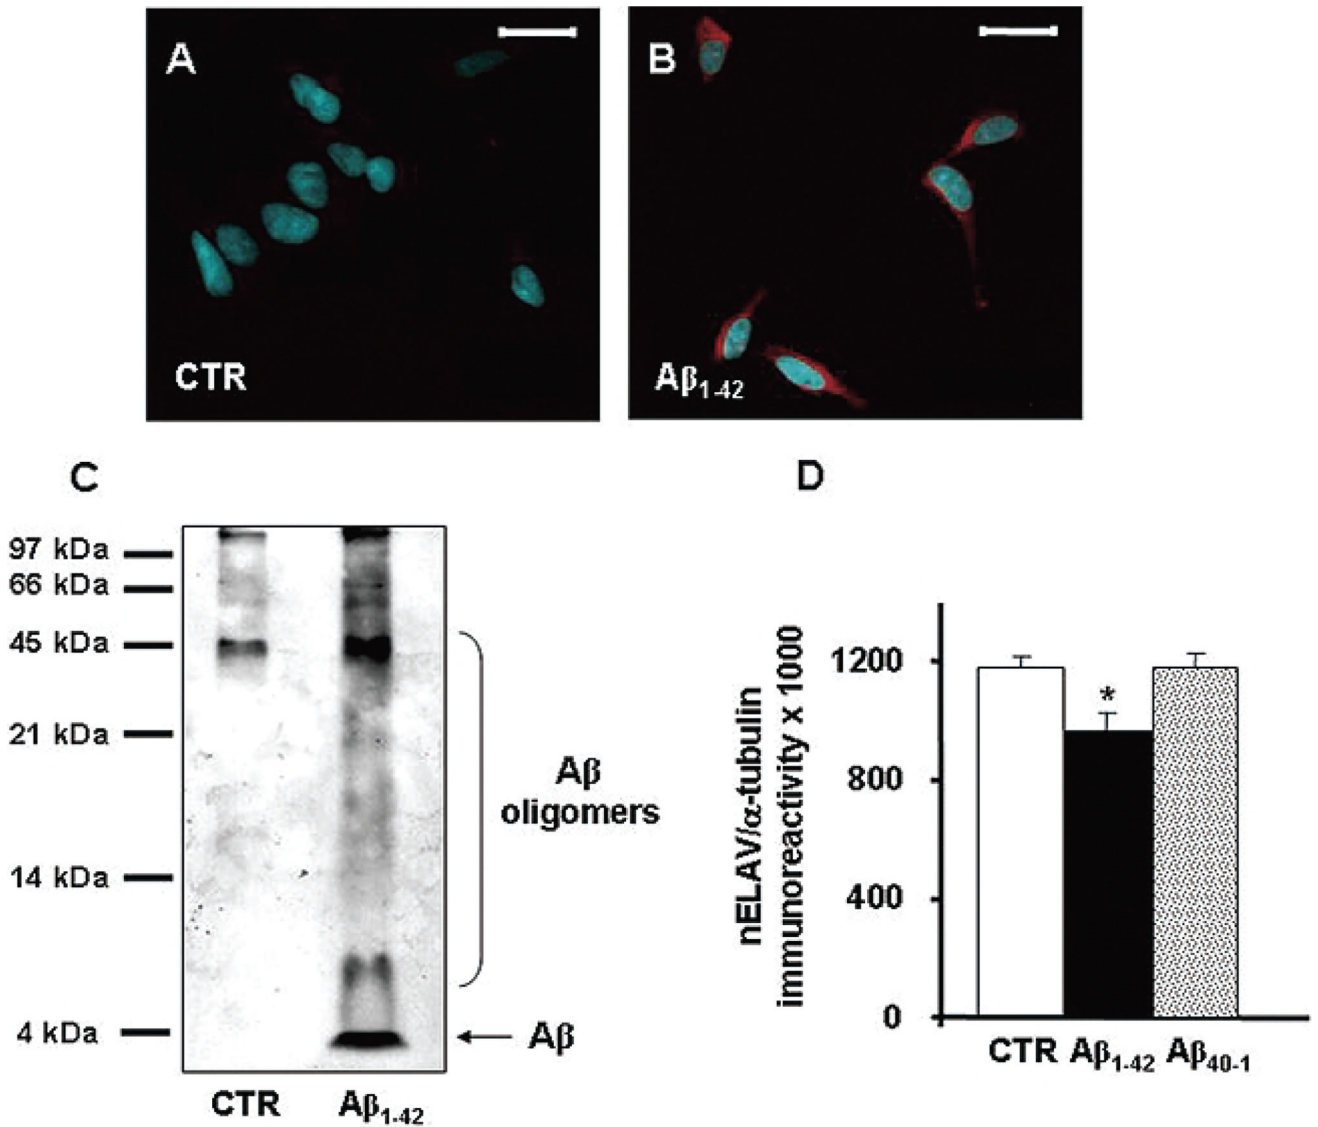 A
CTR
B
Aβ1-42
C
97 kDa
66 kDa
45 kDa
21 kDa
14 kDa
4 kDa
Aβ
oligomers
Aβ
CTR
Aβ1-42
D
nELAV/α-tubulin
immunoreactivity x 1000
1200
800
400
0
*
CTR
Aβ1-42
Aβ40-1